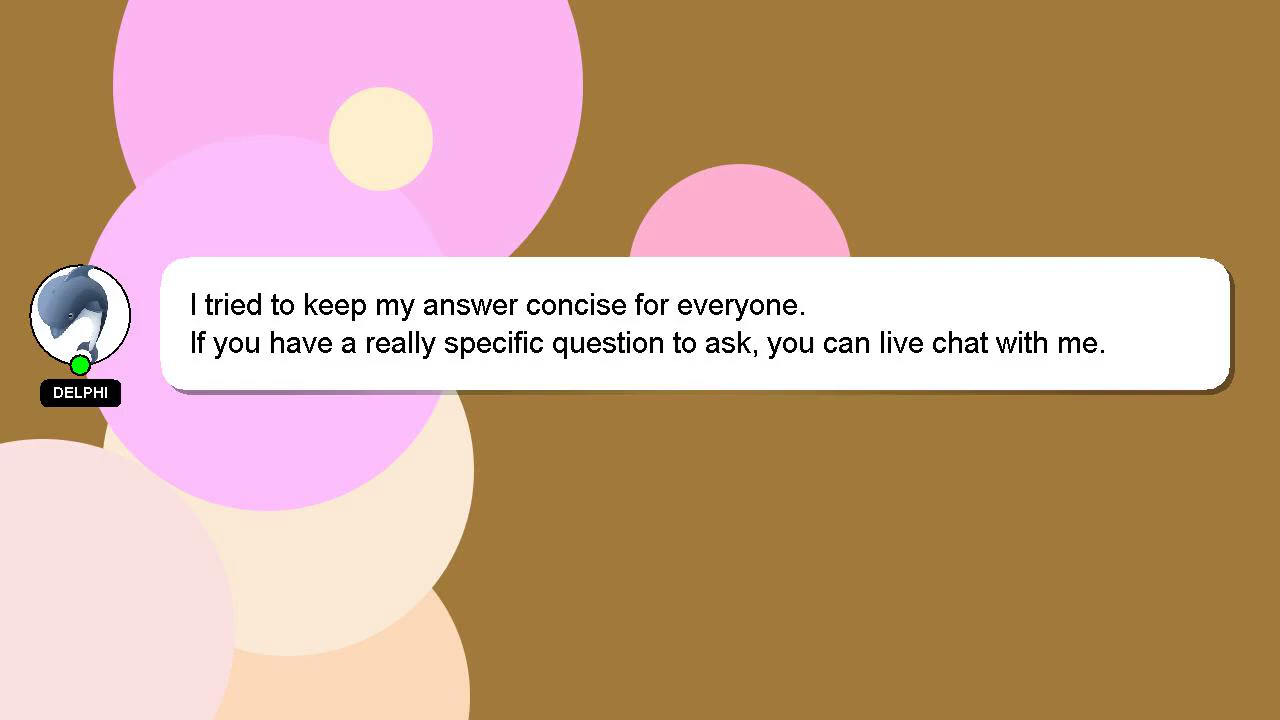 I tried to keep my answer concise for everyone.
If you have a really specific question to ask, you can live chat with me.
DELPHI